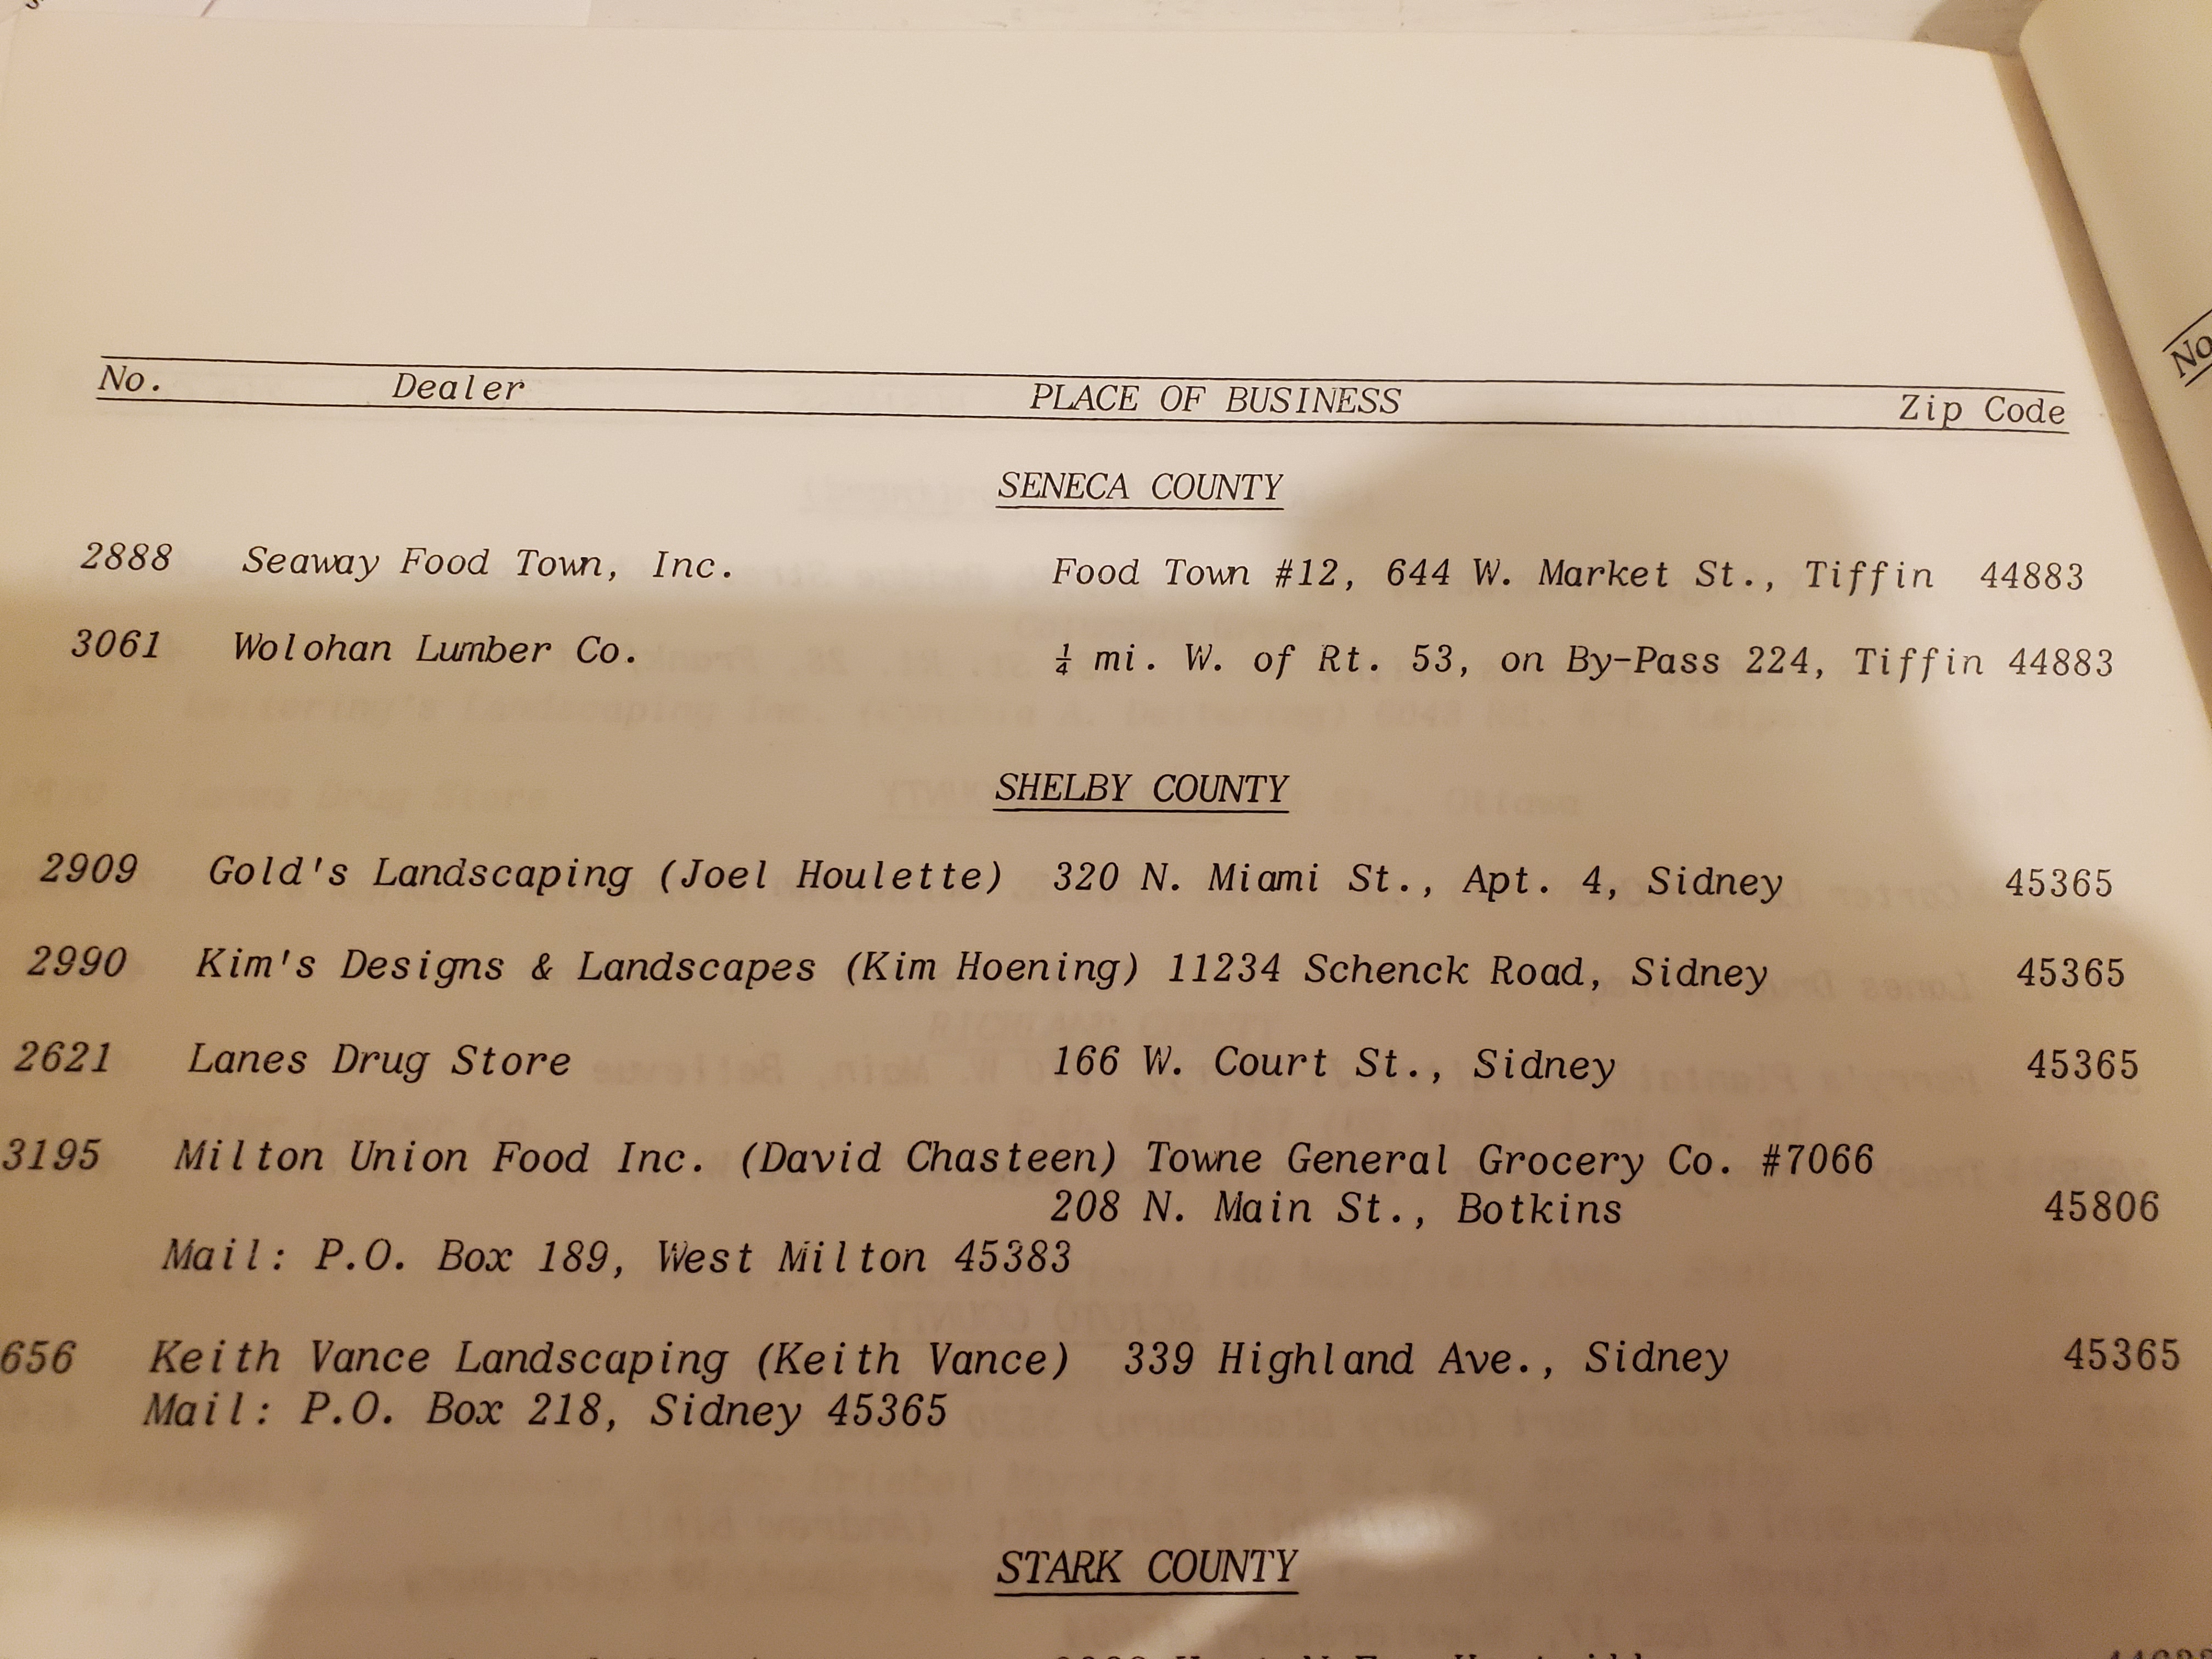 No. Dealer PLACE OF BUSINESS Zip Code
SENECA COUNTY
2888 Seaway Food Town, Inc. Food Town #12, 644 W. Market St., Tiffin 44883
3061 Wolohan Lumber Co. ¼ mi. W. of Rt. 53, on By-Pass 224, Tiffin 44883
SHELBY COUNTY
2909 Gold's Landscaping (Joel Houlette) 320 N. Miami St., Apt. 4, Sidney 45365
2990 Kim's Designs & Landscapes (Kim Hoening) 11234 Schenck Road, Sidney 45365
2621 Lanes Drug Store 166 W. Court St., Sidney 45365
3195 Milton Union Food Inc. (David Chasteen) Towne General Grocery Co. #7066
208 N. Main St., Botkins 45806
Mail: P.O. Box 189, West Milton 45383
656 Keith Vance Landscaping (Keith Vance) 339 Highland Ave., Sidney 45365
Mail: P.O. Box 218, Sidney 45365
STARK COUNTY
No